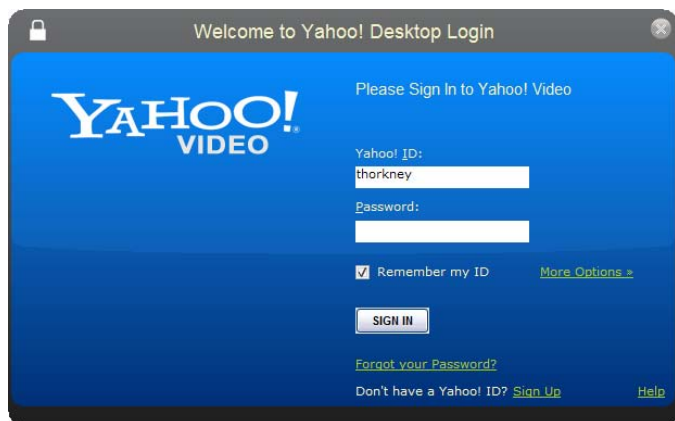 Welcome to Yahoo! Desktop Login
YAHOO!
VIDEO
Please Sign In to Yahoo! Video
Yahoo! ID:
thorkney
Password:
Remember my ID More Options »
SIGN IN
Forgot your Password?
Don't have a Yahoo! ID? Sign Up Help